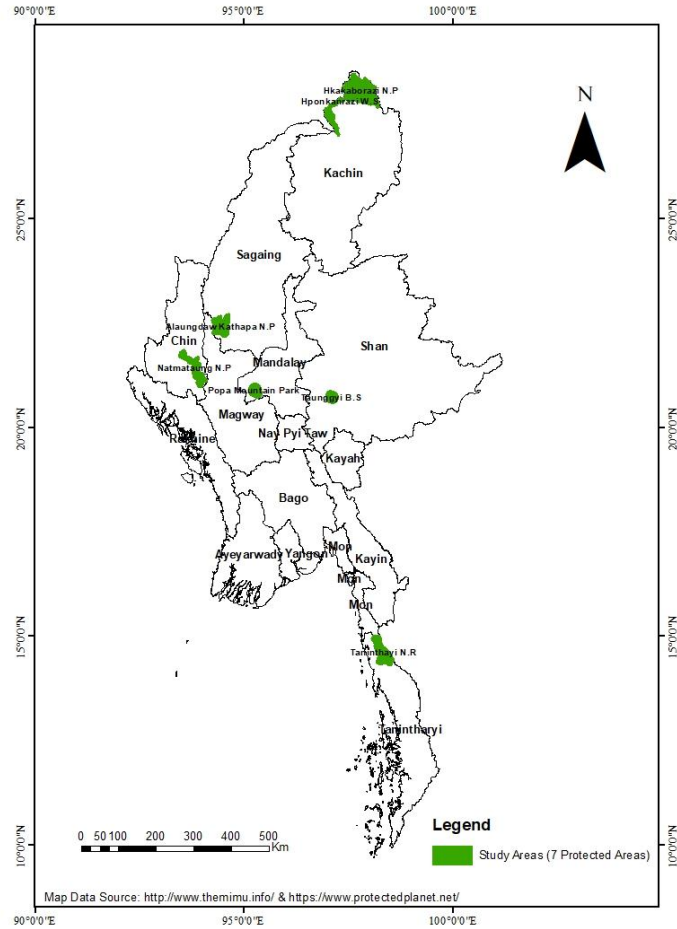 90°0'0"E 95°0'0"E 100°0'0"E
N
Hkakaborazi N.P
Hponkanrazi W.S
Kachin
25°0'0"N 25°0'0"N
Sagaing
Alaungdaw Kathapa N.P
Chin
Shan
Mandalay
Natmataung N.P
Popa Mountain Park
Taunggyi B.S
Magway
20°0'0"N 20°0'0"N
Nay Pyi Taw
Rakhine
Kayah
Bago
Ayeyarwady
Yangon
Mon
Kayin
Mon
Mon
15°0'0"N 15°0'0"N
Taninthayi N.R
Tanintharyi
Legend
Study Areas (7 Protected Areas)
0 50 100 200 300 400 500
Km
10°0'0"N 10°0'0"N
Map Data Source: http://www.themimu.info/ & https://www.protectedplanet.net/
90°0'0"E 95°0'0"E 100°0'0"E